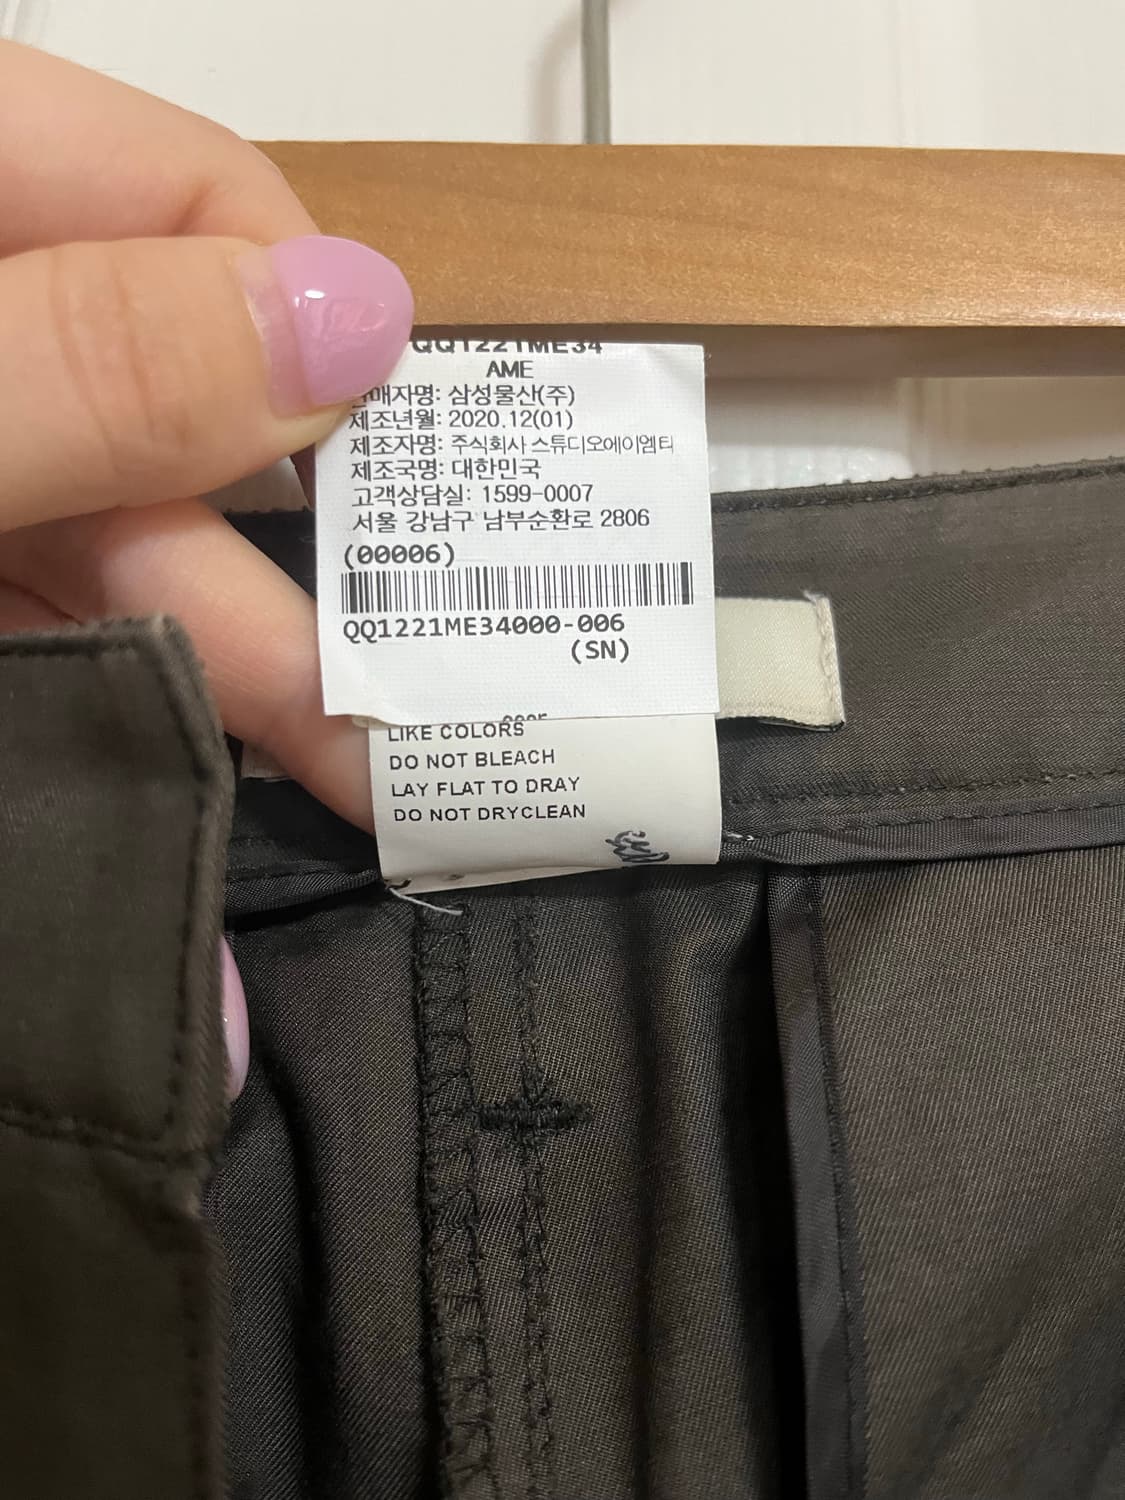 QQ1221ME34
AME
판매자명: 삼성물산(주)
제조년월: 2020.12(01)
제조자명: 주식회사 스튜디오에이엠티
제조국명: 대한민국
고객상담실: 1599-0007
서울 강남구 남부순환로 2806
(00006)
QQ1221ME34000-006
(SN)
LIKE COLORS
DO NOT BLEACH
LAY FLAT TO DRAY
DO NOT DRYCLEAN